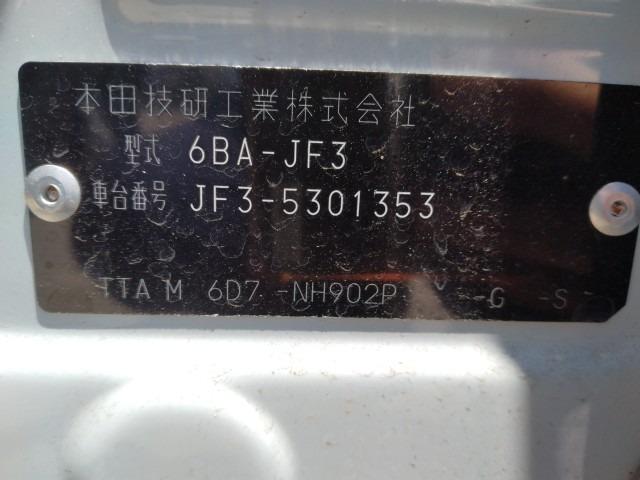 本田技研工業株式会社
型式 6BA-JF3
車台番号 JF3-5301353
TTA M 6D7 -NH902P -G -S-